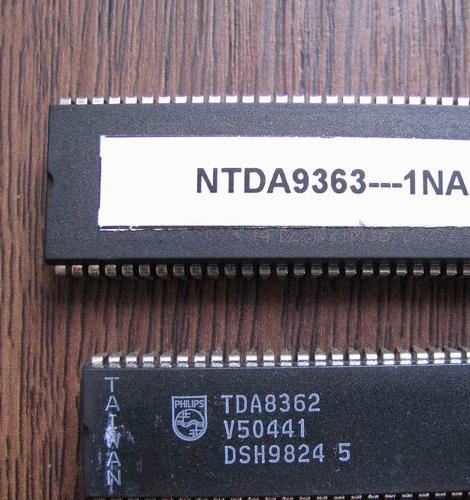 NTDA9363---1NA
TAIWAN
PHILIPS
TDA8362
V50441
DSH9824 5